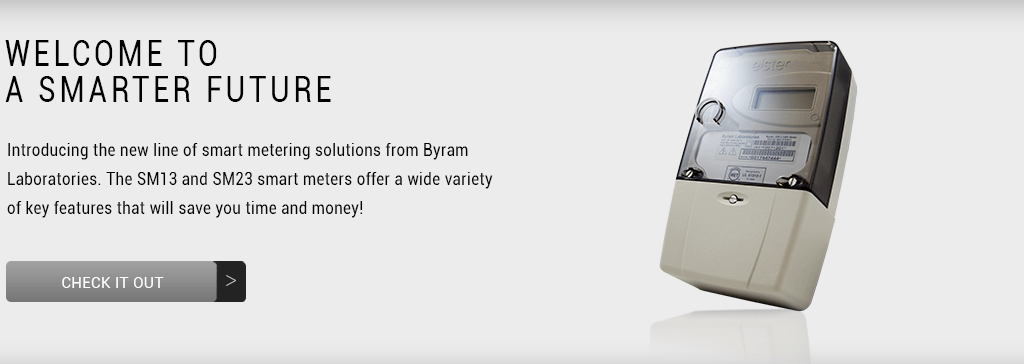 WELCOME TO
A SMARTER FUTURE
Introducing the new line of smart metering solutions from Byram
Laboratories. The SM13 and SM23 smart meters offer a wide variety
of key features that will save you time and money!
CHECK IT OUT >
elster
Byram Laboratories